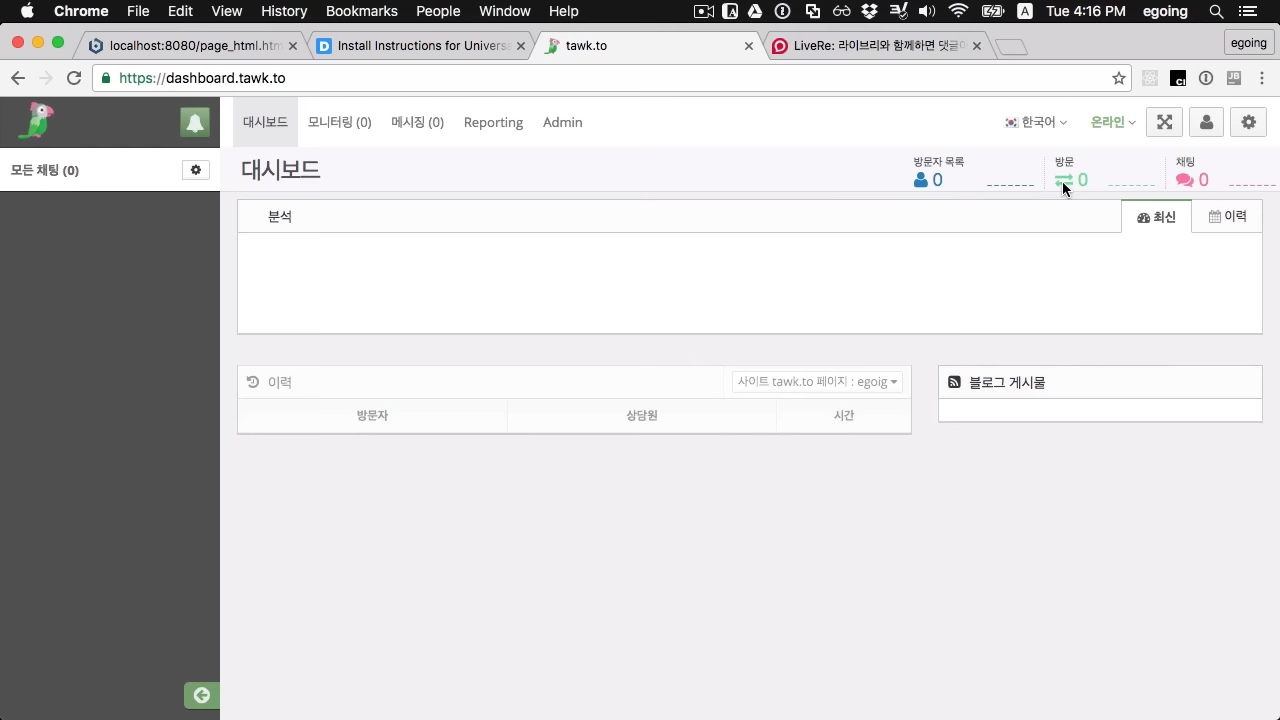 Chrome File Edit View History Bookmarks People Window Help Tue 4:16 PM egoing
localhost:8080/page_html.htm
Install Instructions for Universa
tawk.to
LiveRe: 라이브리와 함께하면 댓글이
egoing
https://dashboard.tawk.to
대시보드 모니터링 (0) 메시징 (0) Reporting Admin 한국어 온라인
모든 채팅 (0)
대시보드
방문자 목록 방문 채팅
0 0 0
분석 최신 이력
이력 사이트 tawk.to 페이지 : egoig 블로그 게시물
방문자 상담원 시간